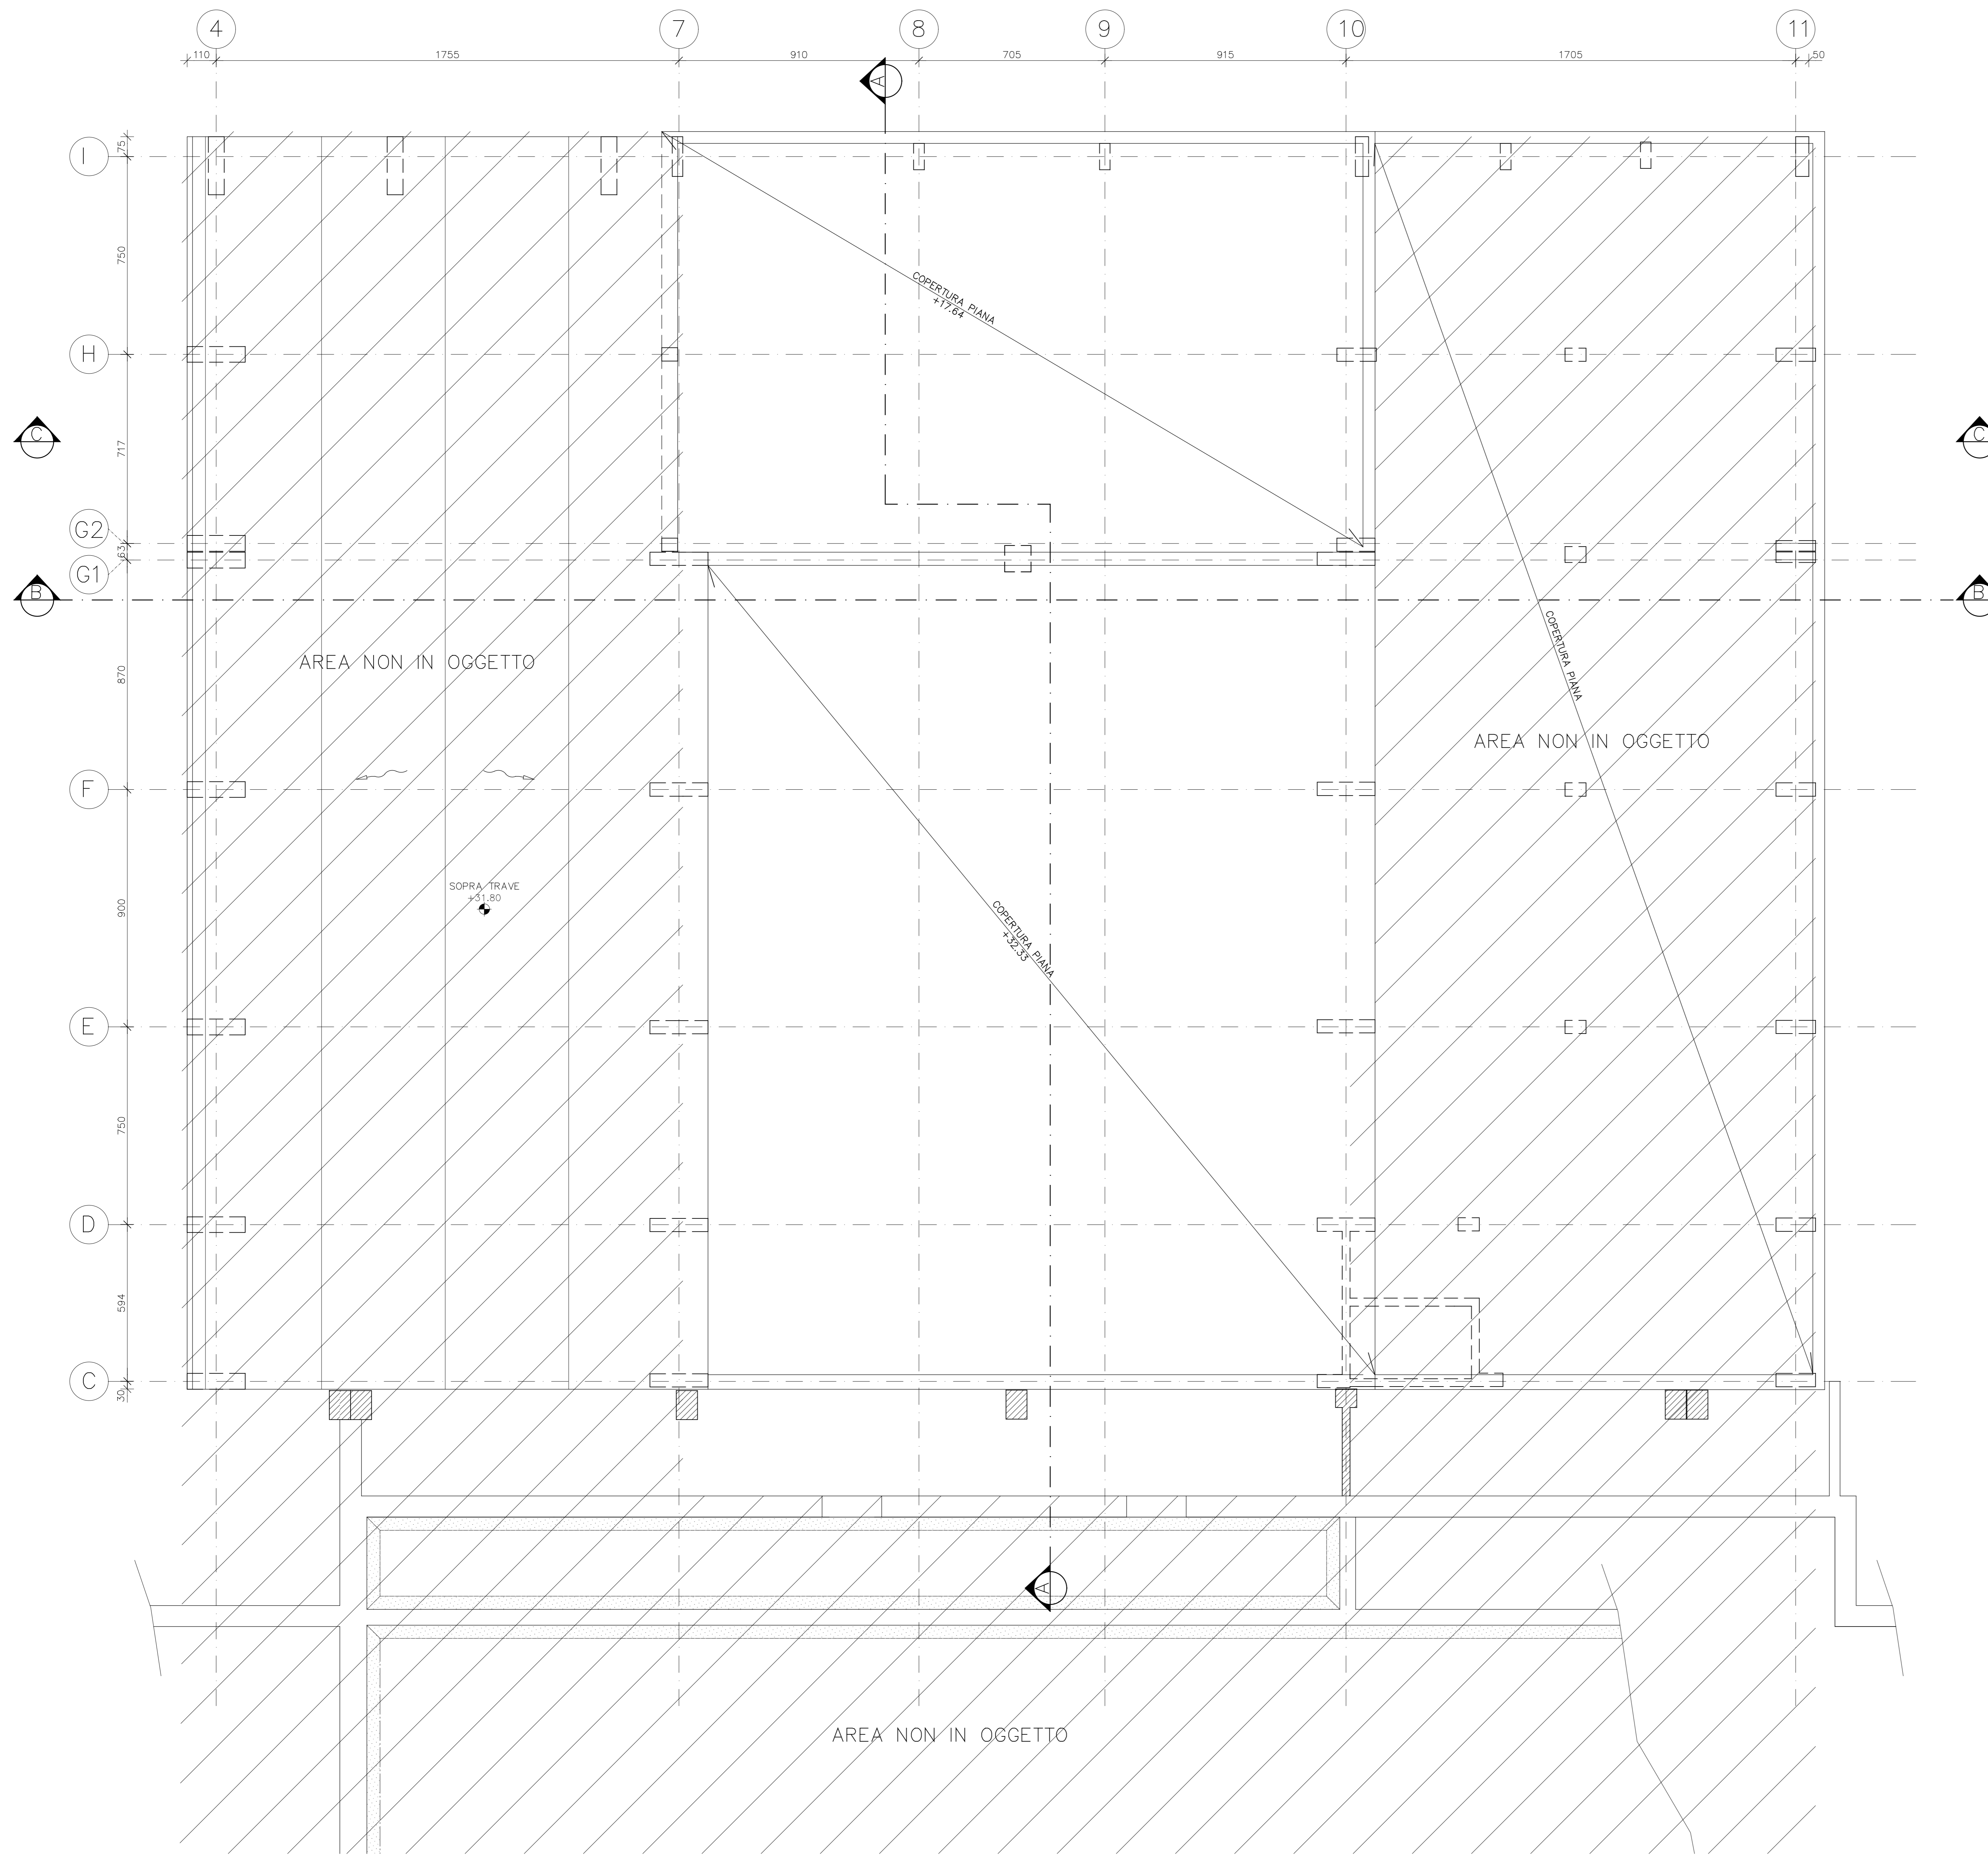 4
7
8
9
10
11
110
1755
910
705
915
1705
50
A
I
75
750
COPERTURA PIANA
+17.64
H
C
717
C
G2
63
G1
B
B
COPERTURA PIANA
AREA NON IN OGGETTO
870
AREA NON IN OGGETTO
F
SOPRA TRAVE
+31.80
900
COPERTURA PIANA
+32.33
E
750
D
594
C
30
A
AREA NON IN OGGETTO